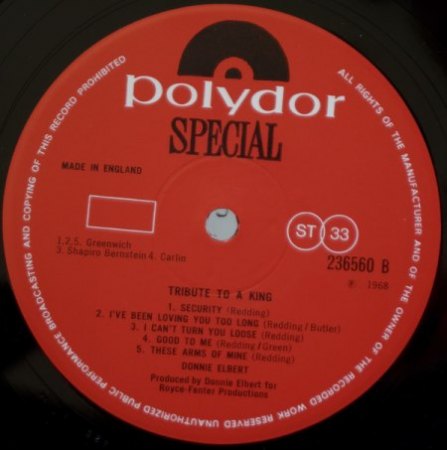 polydor
SPECIAL
MADE IN ENGLAND
ST 33
236560 B
℗ 1968
1.2.5. Greenwich
3. Shapiro Bernstein 4. Carlin
TRIBUTE TO A KING
1. SECURITY (Redding)
2. I'VE BEEN LOVING YOU TOO LONG (Redding/Butler)
3. I CAN'T TURN YOU LOOSE (Redding)
4. GOOD TO ME (Redding/Green)
5. THESE ARMS OF MINE (Redding)
DONNIE ELBERT
Produced by Donnie Elbert for
Royce-Fenter Productions
ALL RIGHTS OF THE MANUFACTURER AND OF THE OWNER OF THE RECORDED WORK RESERVED UNAUTHORIZED PUBLIC PERFORMANCE BROADCASTING AND COPYING OF THIS RECORD PROHIBITED